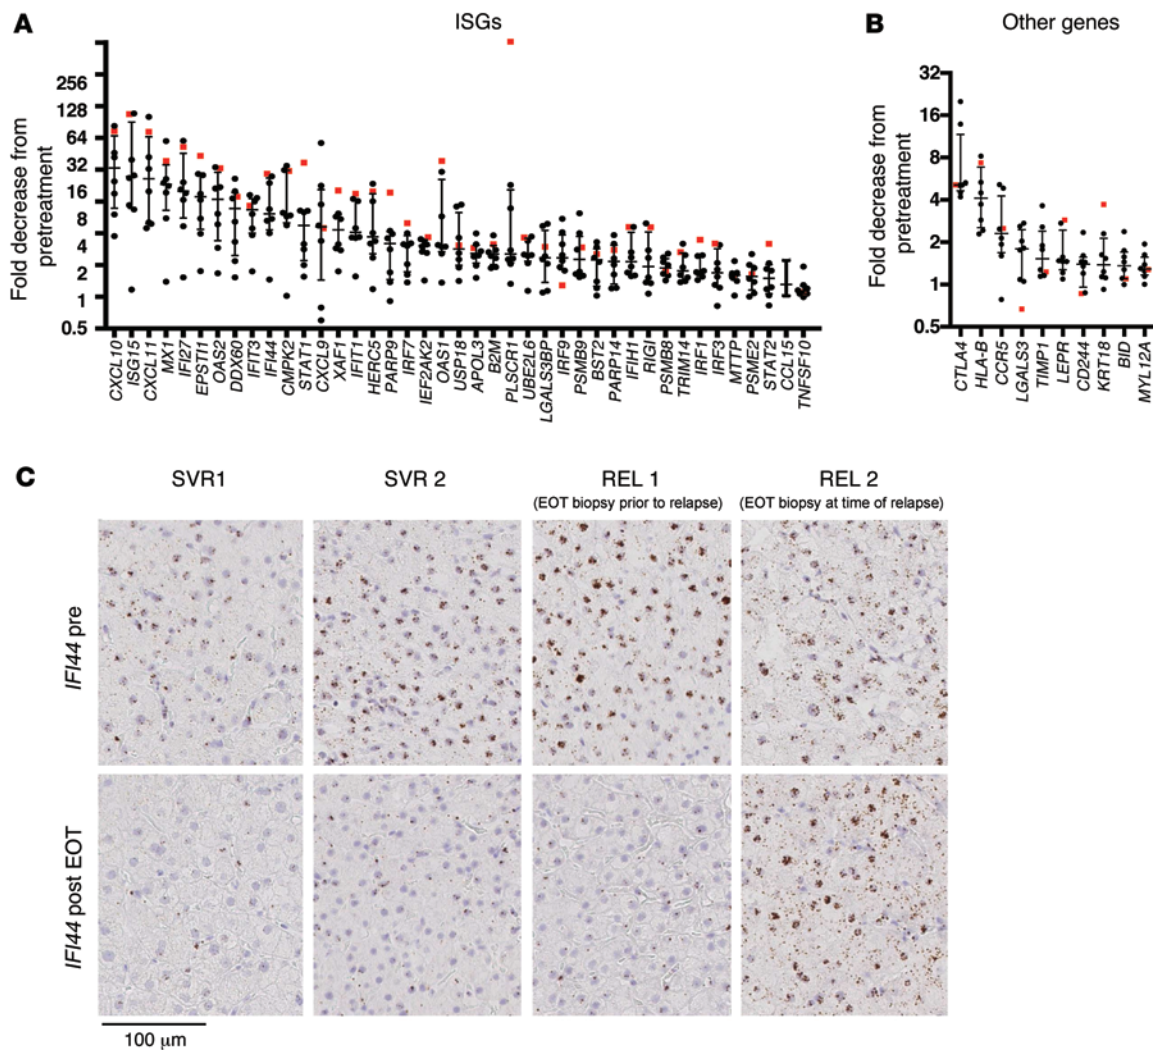 A
ISGs
Fold decrease from
pretreatment
256
128
64
32
16
8
4
2
1
0.5
CXCL10
ISG15
CXCL11
MX1
IFI27
EPSTI1
OAS2
DDX60
IFIT3
IFI44
CMPK2
STAT1
CXCL9
XAF1
IFIT1
HERC5
PARP9
IRF7
IEF2AK2
OAS1
USP18
APOL3
B2M
PLSCR1
UBE2L6
LGALS3BP
IRF9
PSMB9
BST2
PARP14
IFIH1
RIGI
PSMB8
TRIM14
IRF1
IRF3
MTTP
PSME2
STAT2
CCL15
TNFSF10
B
Other genes
Fold decrease from
pretreatment
32
16
8
4
2
1
0.5
CTLA4
HLA-B
CCR5
LGALS3
TIMP1
LEPR
CD244
KRT18
BID
MYL12A
C
SVR1
SVR 2
REL 1
(EOT biopsy prior to relapse)
REL 2
(EOT biopsy at time of relapse)
IFI44 pre
IFI44 post EOT
100 μm